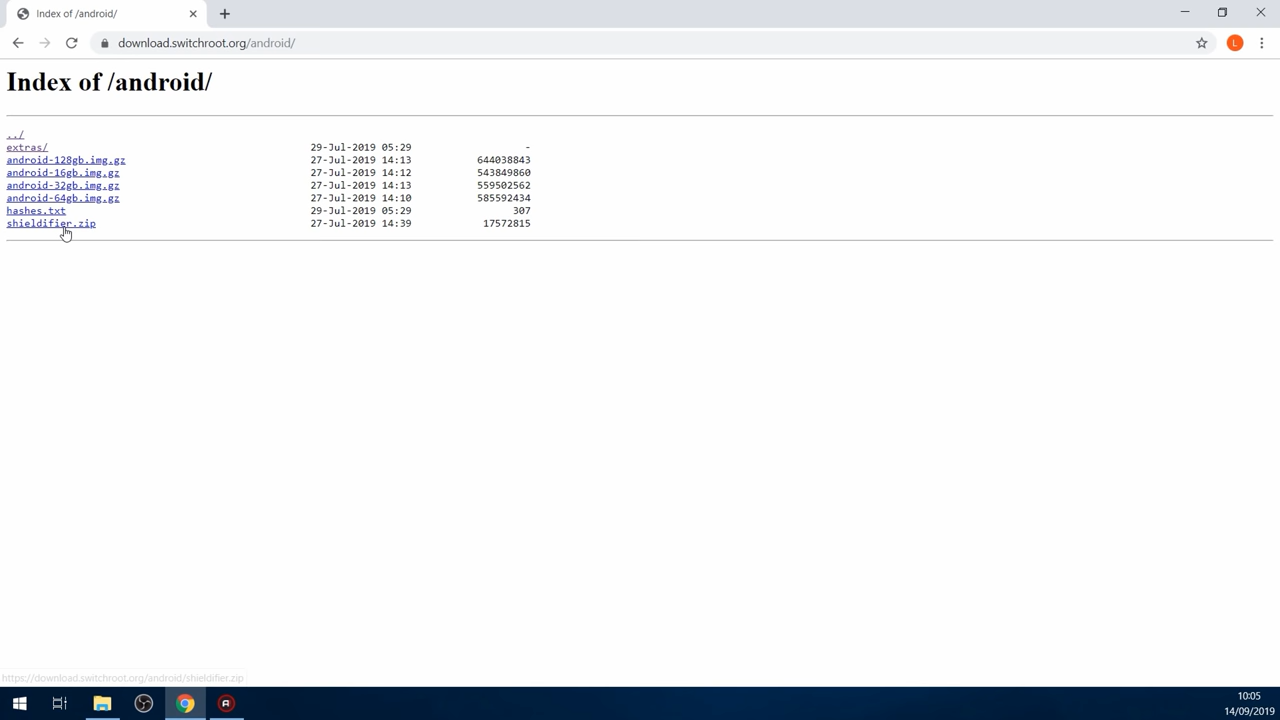 Index of /android/
download.switchroot.org/android/
L
Index of /android/
../
extras/ 29-Jul-2019 05:29 -
android-128gb.img.gz 27-Jul-2019 14:13 644038843
android-16gb.img.gz 27-Jul-2019 14:12 543849860
android-32gb.img.gz 27-Jul-2019 14:13 559502562
android-64gb.img.gz 27-Jul-2019 14:10 585592434
hashes.txt 29-Jul-2019 05:29 307
shieldifier.zip 27-Jul-2019 14:39 17572815
https://download.switchroot.org/android/shieldifier.zip
10:05
14/09/2019